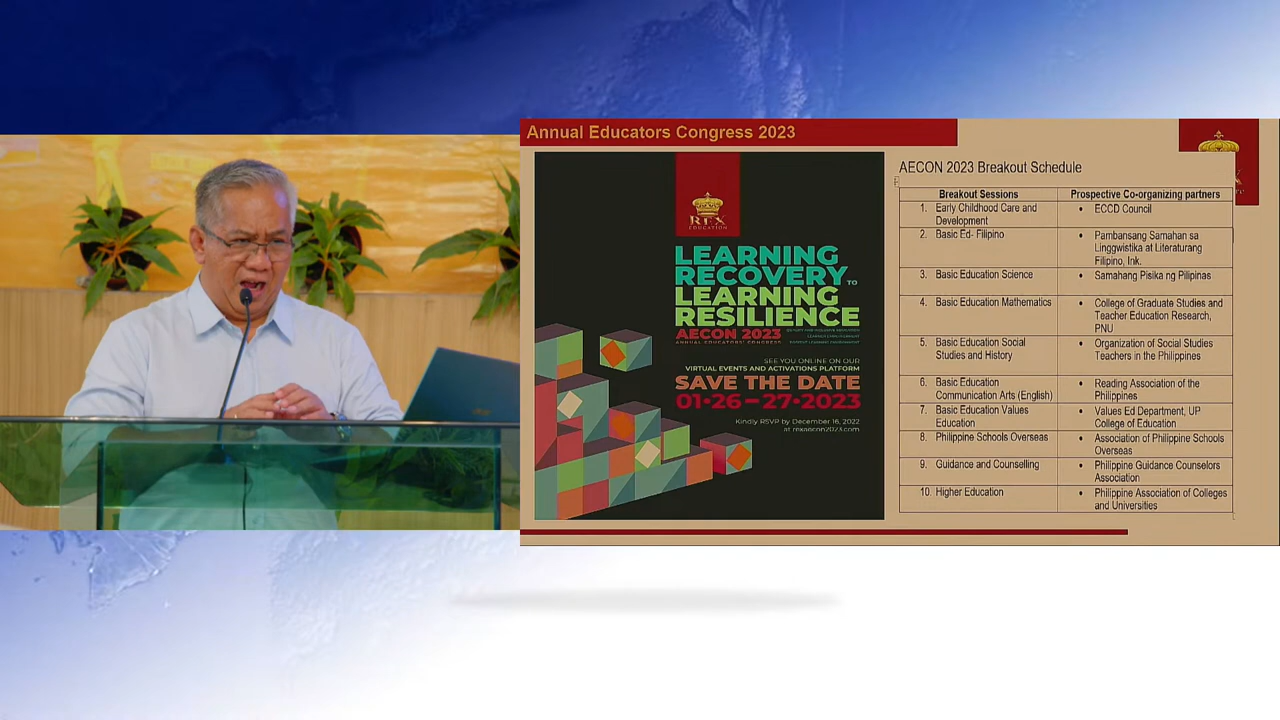 Annual Educators Congress 2023
REX
EDUCATION
LEARNING
RECOVERY TO
LEARNING
RESILIENCE
AECON 2023
ANNUAL EDUCATORS' CONGRESS
SEE YOU ONLINE ON OUR
VIRTUAL EVENTS AND ACTIVATIONS PLATFORM
SAVE THE DATE
01•26 – 27•2023
Kindly RSVP by December 16, 2022
at rexaecon2023.com
AECON 2023 Breakout Schedule
Breakout Sessions Prospective Co-organizing partners
1. Early Childhood Care and • ECCD Council
Development
2. Basic Ed- Filipino • Pambansang Samahan sa
Linggwistika at Literaturang
Filipino, Ink.
3. Basic Education Science • Samahang Pisika ng Pilipinas
4. Basic Education Mathematics • College of Graduate Studies and
Teacher Education Research,
PNU
5. Basic Education Social • Organization of Social Studies
Studies and History Teachers in the Philippines
6. Basic Education • Reading Association of the
Communication Arts (English) Philippines
7. Basic Education Values • Values Ed Department, UP
Education College of Education
8. Philippine Schools Overseas • Association of Philippine Schools
Overseas
9. Guidance and Counselling • Philippine Guidance Counselors
Association
10. Higher Education • Philippine Association of Colleges
and Universities